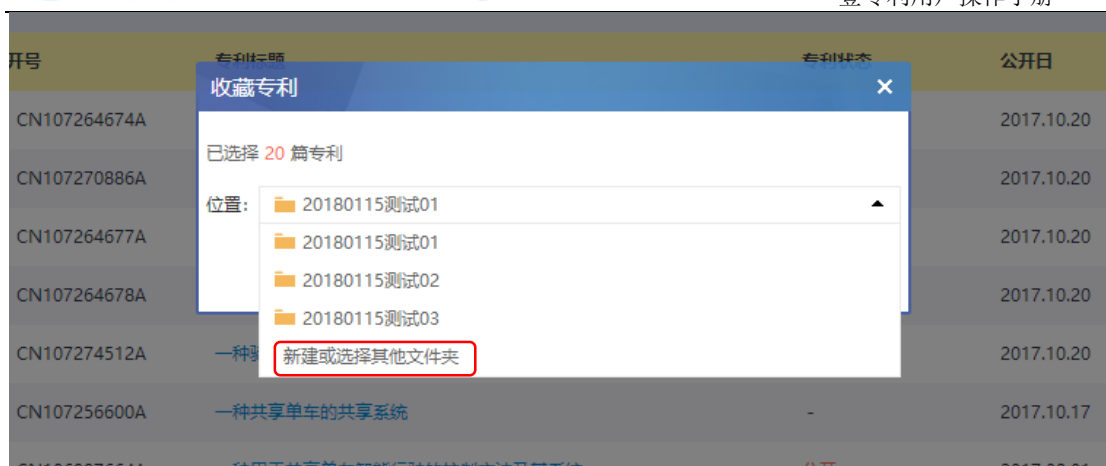 开号 专利标题 专利状态 公开日
收藏专利
CN107264674A 2017.10.20
已选择 20 篇专利
CN107270886A 2017.10.20
位置: 20180115测试01
CN107264677A 20180115测试01 2017.10.20
20180115测试02
CN107264678A 2017.10.20
20180115测试03
CN107274512A 一种 新建或选择其他文件夹 2017.10.20
CN107256600A 一种共享单车的共享系统 - 2017.10.17